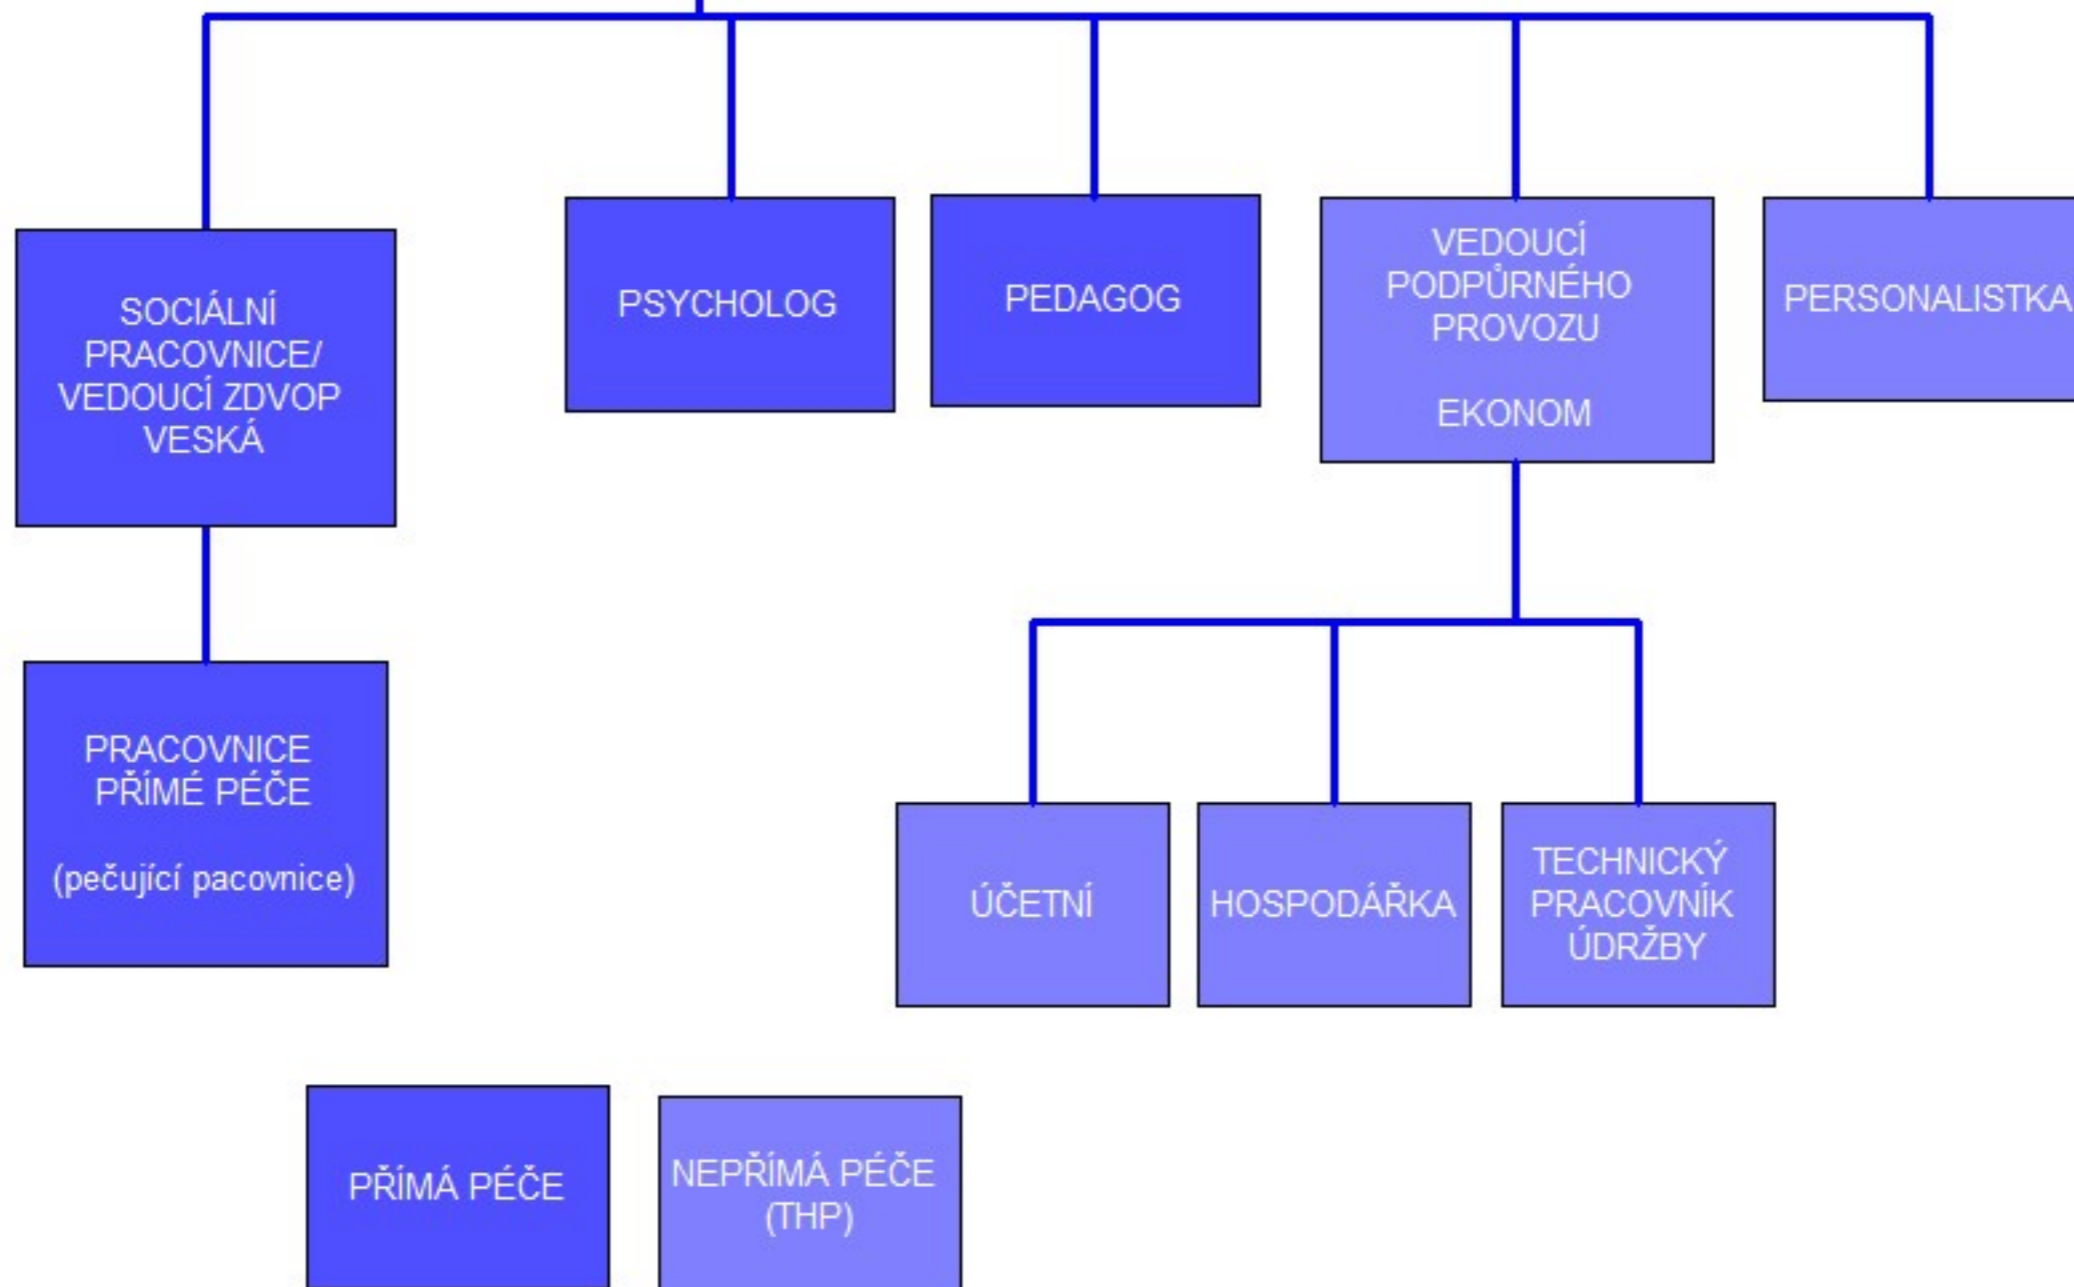 SOCIÁLNÍ
PRACOVNICE/
VEDOUCÍ ZDVOP
VESKÁ
PSYCHOLOG
PEDAGOG
VEDOUCÍ
PODPŮRNÉHO
PROVOZU
EKONOM
PERSONALISTKA
PRACOVNICE
PŘÍMÉ PÉČE
(pečující pacovnice)
ÚČETNÍ
HOSPODÁŘKA
TECHNICKÝ
PRACOVNÍK
ÚDRŽBY
PŘÍMÁ PÉČE
NEPŘÍMÁ PÉČE
(THP)